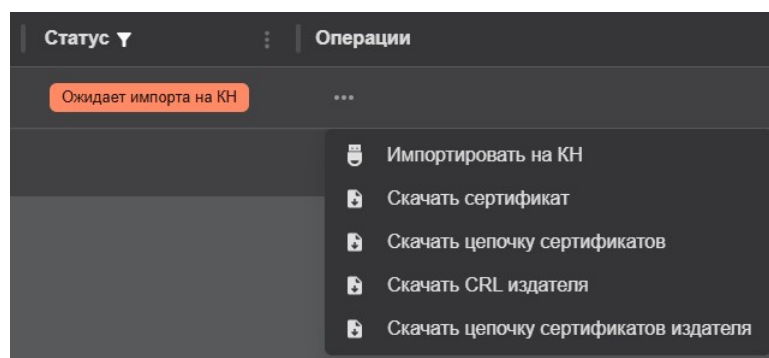 Статус
Операции
Ожидает импорта на КН
Импортировать на КН
Скачать сертификат
Скачать цепочку сертификатов
Скачать CRL издателя
Скачать цепочку сертификатов издателя